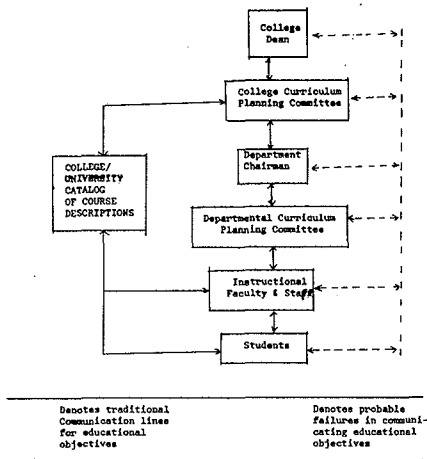 College
Dean
College Curriculum
Planning Committee
COLLEGE/
UNIVERSITY
CATALOG
OF COURSE
DESCRIPTIONS
Department
Chairman
Departmental Curriculum
Planning Committee
Instructional
Faculty & Staff
Students
Denotes traditional
Communication lines
for educational
objectives
Denotes probable
failures in communi-
cating educational
objectives